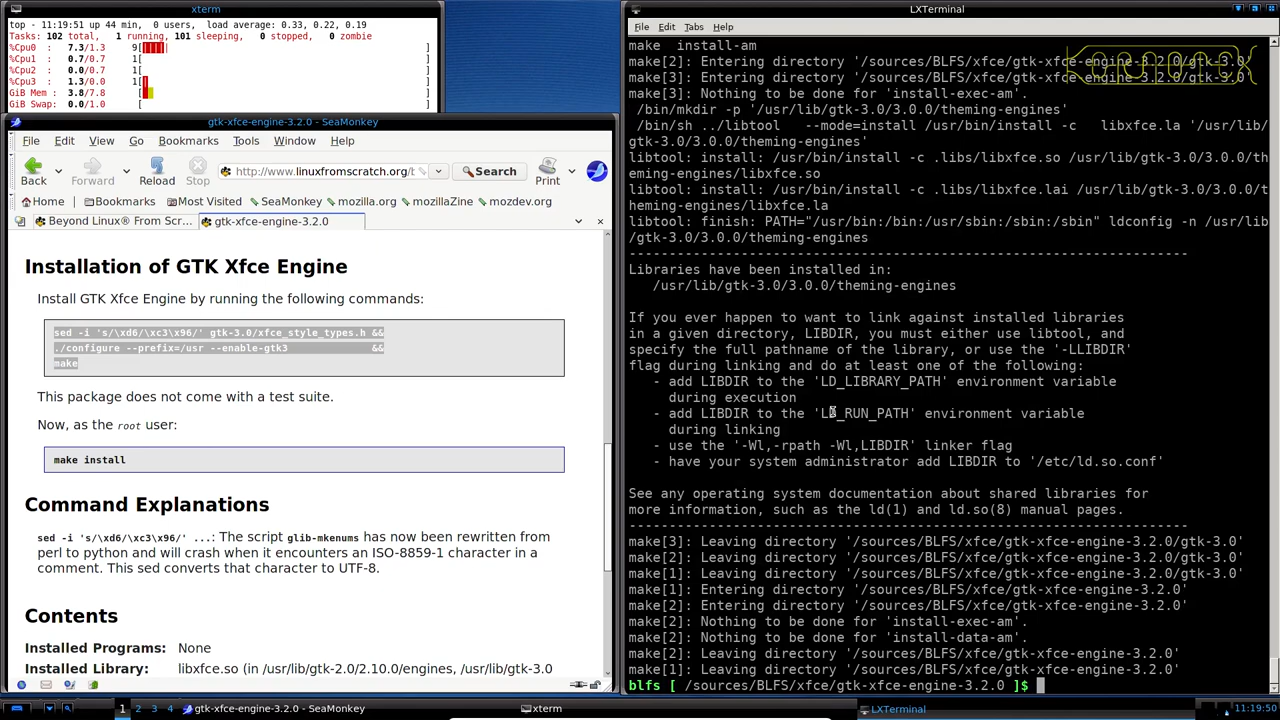 xterm
top - 11:19:51 up 44 min,  0 users,  load average: 0.33, 0.22, 0.19
Tasks: 102 total,   1 running, 101 sleeping,   0 stopped,   0 zombie
%Cpu0  :   7.3/1.3     9[||||| ]
%Cpu1  :   0.7/0.7     1[ ]
%Cpu2  :   0.0/0.7     1[ ]
%Cpu3  :   1.3/0.0     1[| ]
GiB Mem :   3.8/7.8      [ ]
GiB Swap:   0.0/1.0      [ ]
gtk-xfce-engine-3.2.0 - SeaMonkey
File Edit View Go Bookmarks Tools Window Help
Back Forward Reload Stop http://www.linuxfromscratch.org/b Search Print
Home Bookmarks Most Visited SeaMonkey mozilla.org mozillaZine mozdev.org
Beyond Linux® From Scr... gtk-xfce-engine-3.2.0
Installation of GTK Xfce Engine
Install GTK Xfce Engine by running the following commands:
sed -i 's/\xd6/\xc3\x96/' gtk-3.0/xfce_style_types.h &&
./configure --prefix=/usr --enable-gtk3 &&
make
This package does not come with a test suite.
Now, as the root user:
make install
Command Explanations
sed -i 's/\xd6/\xc3\x96/' ...: The script glib-mkenums has now been rewritten from
perl to python and will crash when it encounters an ISO-8859-1 character in a
comment. This sed converts that character to UTF-8.
Contents
Installed Programs: None
Installed Library: libxfce.so (in /usr/lib/gtk-2.0/2.10.0/engines, /usr/lib/gtk-3.0
LXTerminal
File Edit Tabs Help
make  install-am
make[2]: Entering directory '/sources/BLFS/xfce/gtk-xfce-engine-3.2.0/gtk-3.0'
make[3]: Entering directory '/sources/BLFS/xfce/gtk-xfce-engine-3.2.0/gtk-3.0'
make[3]: Nothing to be done for 'install-exec-am'.
 /bin/mkdir -p '/usr/lib/gtk-3.0/3.0.0/theming-engines'
 /bin/sh ../libtool   --mode=install /usr/bin/install -c   libxfce.la '/usr/lib/
gtk-3.0/3.0.0/theming-engines'
libtool: install: /usr/bin/install -c .libs/libxfce.so /usr/lib/gtk-3.0/3.0.0/th
eming-engines/libxfce.so
libtool: install: /usr/bin/install -c .libs/libxfce.lai /usr/lib/gtk-3.0/3.0.0/t
heming-engines/libxfce.la
libtool: finish: PATH="/usr/bin:/bin:/usr/sbin:/sbin:/sbin" ldconfig -n /usr/lib
/gtk-3.0/3.0.0/theming-engines
----------------------------------------------------------------------
Libraries have been installed in:
   /usr/lib/gtk-3.0/3.0.0/theming-engines
If you ever happen to want to link against installed libraries
in a given directory, LIBDIR, you must either use libtool, and
specify the full pathname of the library, or use the '-LLIBDIR'
flag during linking and do at least one of the following:
   - add LIBDIR to the 'LD_LIBRARY_PATH' environment variable
     during execution
   - add LIBDIR to the 'LD_RUN_PATH' environment variable
     during linking
   - use the '-Wl,-rpath -Wl,LIBDIR' linker flag
   - have your system administrator add LIBDIR to '/etc/ld.so.conf'
See any operating system documentation about shared libraries for
more information, such as the ld(1) and ld.so(8) manual pages.
----------------------------------------------------------------------
make[3]: Leaving directory '/sources/BLFS/xfce/gtk-xfce-engine-3.2.0/gtk-3.0'
make[2]: Leaving directory '/sources/BLFS/xfce/gtk-xfce-engine-3.2.0/gtk-3.0'
make[1]: Leaving directory '/sources/BLFS/xfce/gtk-xfce-engine-3.2.0/gtk-3.0'
make[1]: Entering directory '/sources/BLFS/xfce/gtk-xfce-engine-3.2.0'
make[2]: Entering directory '/sources/BLFS/xfce/gtk-xfce-engine-3.2.0'
make[2]: Nothing to be done for 'install-exec-am'.
make[2]: Nothing to be done for 'install-data-am'.
make[2]: Leaving directory '/sources/BLFS/xfce/gtk-xfce-engine-3.2.0'
make[1]: Leaving directory '/sources/BLFS/xfce/gtk-xfce-engine-3.2.0'
blfs [ /sources/BLFS/xfce/gtk-xfce-engine-3.2.0 ]$
1 2 3 4 gtk-xfce-engine-3.2.0 - SeaMonkey xterm LXTerminal 11:19:50